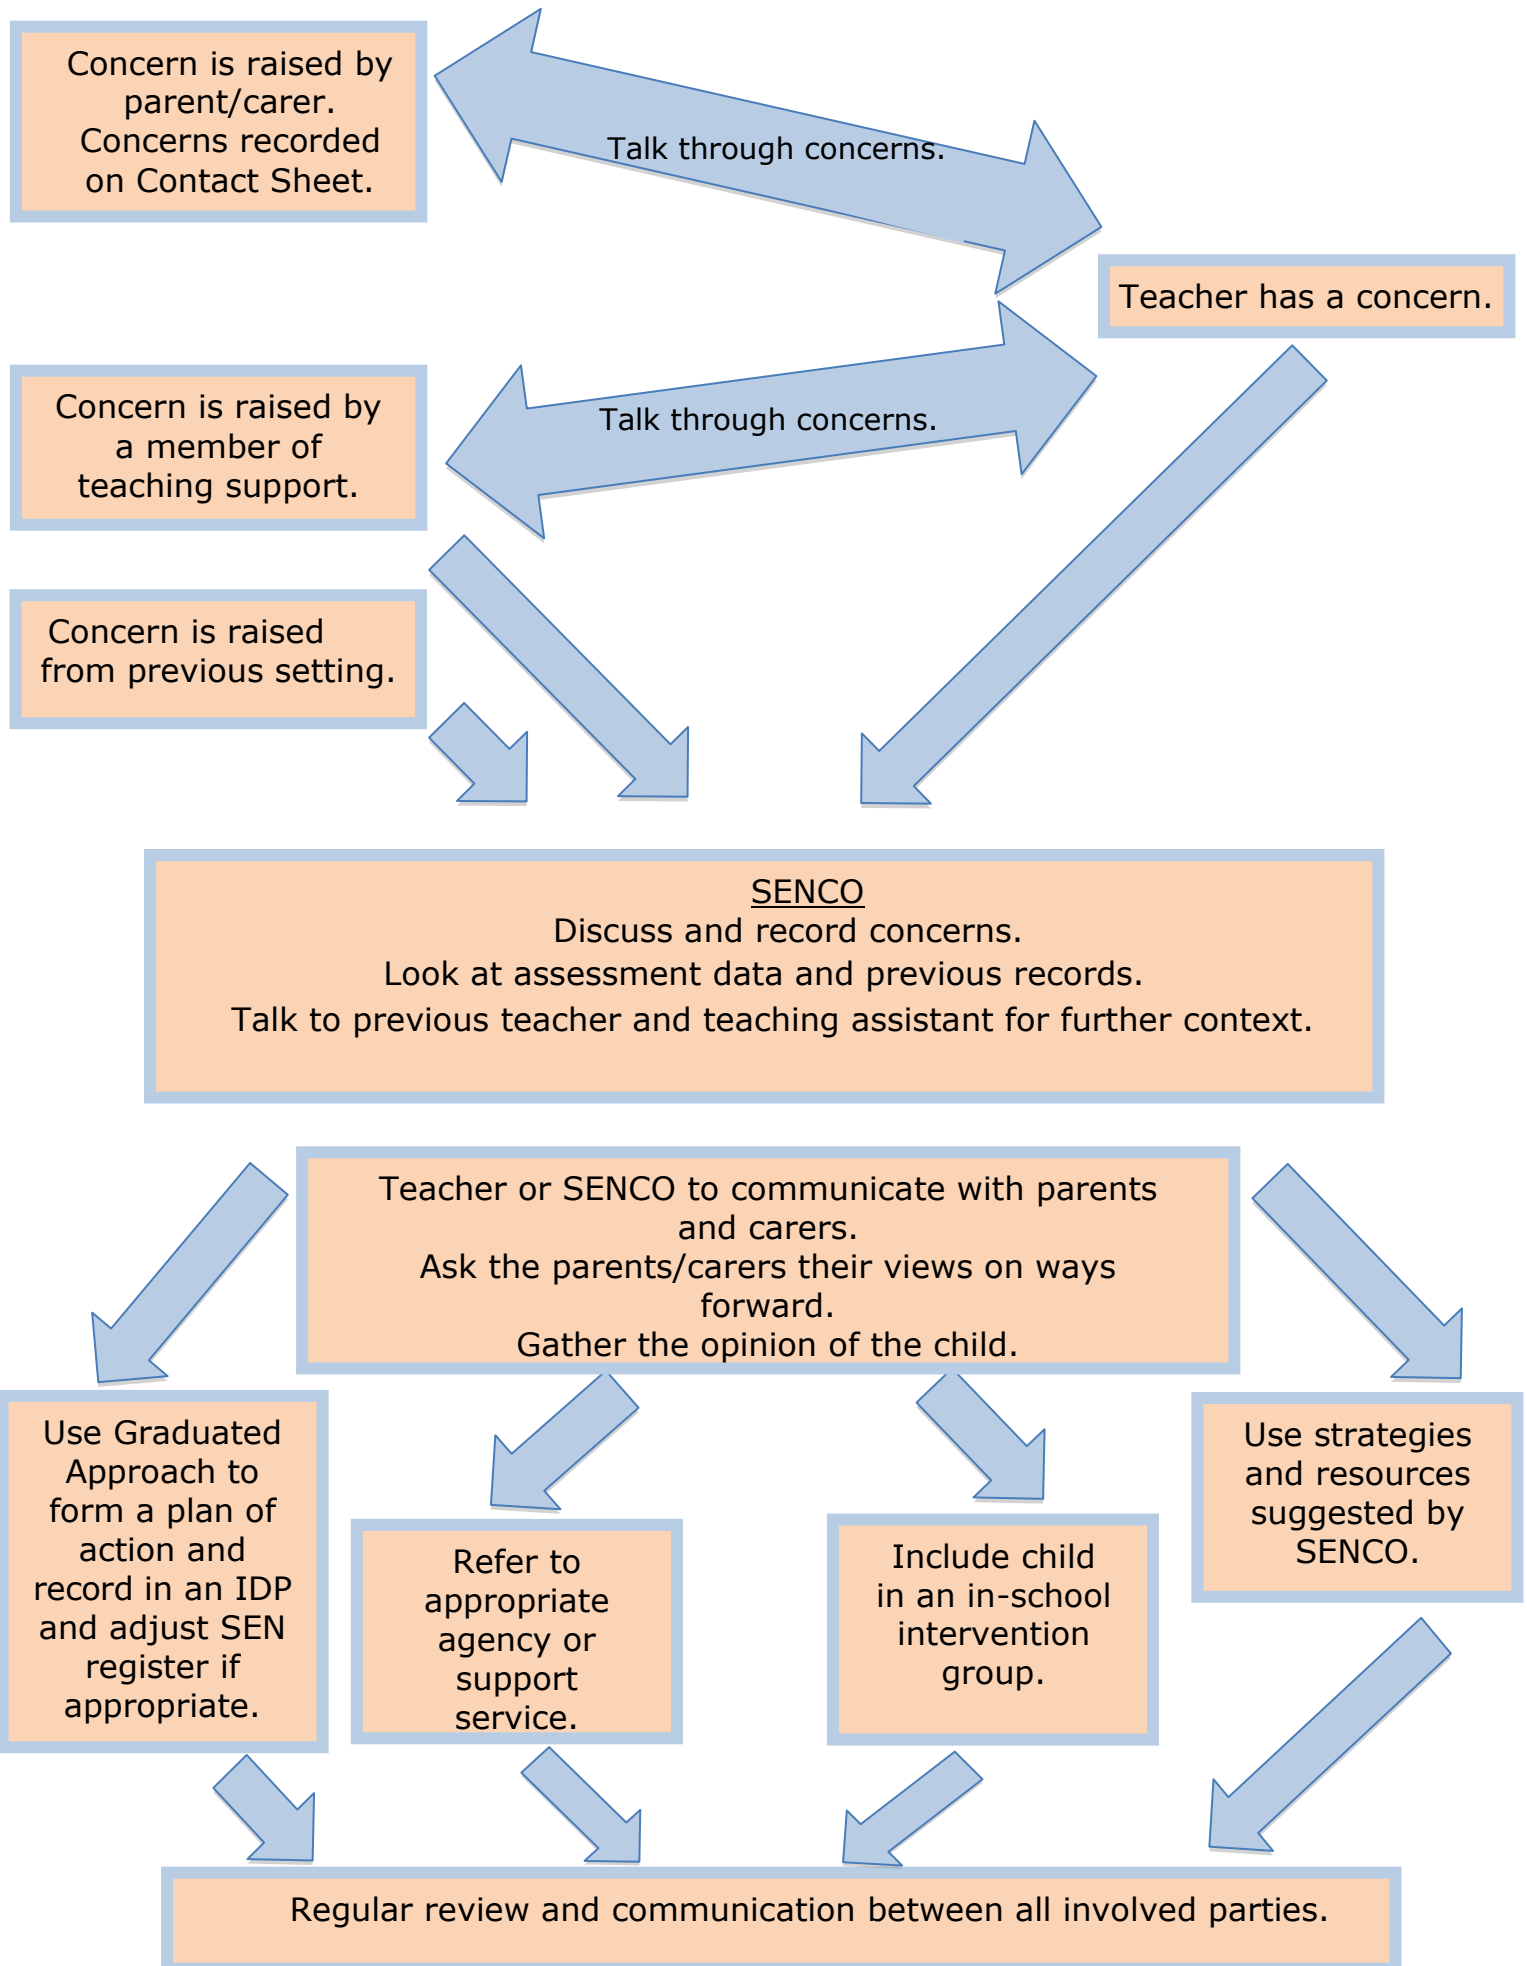 Concern is raised by
parent/carer.
Concerns recorded
on Contact Sheet.
Talk through concerns.
Teacher has a concern.
Concern is raised by
a member of
teaching support.
Talk through concerns.
Concern is raised
from previous setting.
SENCO
Discuss and record concerns.
Look at assessment data and previous records.
Talk to previous teacher and teaching assistant for further context.
Teacher or SENCO to communicate with parents
and carers.
Ask the parents/carers their views on ways
forward.
Gather the opinion of the child.
Use Graduated
Approach to
form a plan of
action and
record in an IDP
and adjust SEN
register if
appropriate.
Refer to
appropriate
agency or
support
service.
Include child
in an in-school
intervention
group.
Use strategies
and resources
suggested by
SENCO.
Regular review and communication between all involved parties.